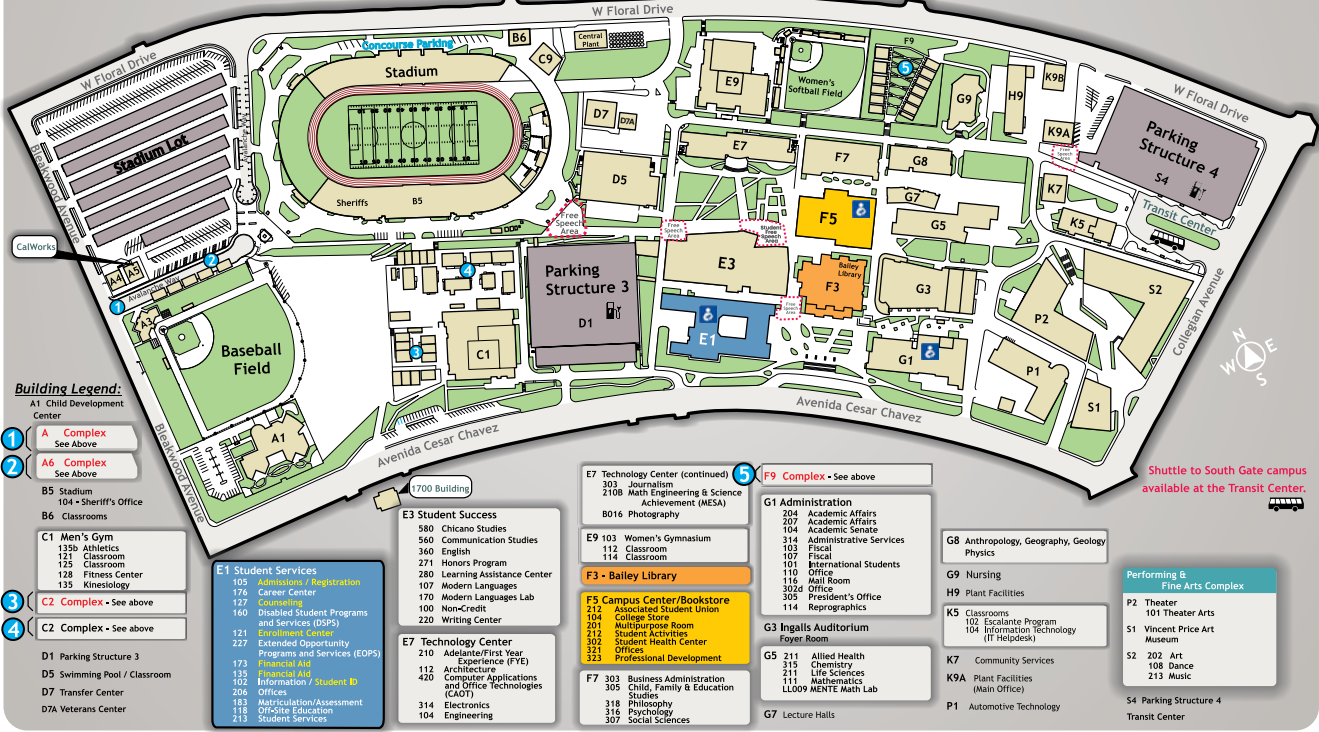 W Floral Drive
W Floral Drive
W Floral Drive
Concourse Parking
B6
Central
Plant
C9
Stadium
E9
Women's
Softball Field
F9
5
G9
H9
K9B
K9A
Free
Speech
Area
Parking
Structure 4
S4
Stadium Lot
Bleakwood Avenue
D7
D7A
E7
F7
G8
D5
Sheriffs
B5
Free
Speech
Area
Free
Speech
Area
Student
Free
Speech
Area
F5
G7
G5
K7
K5
Transit Center
CalWorks
A4
A5
2
Avalanche Way
1
A3
4
Parking
Structure 3
D1
E3
Bailey
Library
F3
G3
P2
S2
Collegian Avenue
Free
Speech
Area
E1
3
C1
G1
P1
S1
N
E
S
W
Baseball
Field
A1
Bleakwood Avenue
Avenida Cesar Chavez
Avenida Cesar Chavez
1700 Building
Shuttle to South Gate campus
available at the Transit Center.
Building Legend:
A1 Child Development
Center
1
A Complex
See Above
2
A6 Complex
See Above
B5 Stadium
104 - Sheriff's Office
B6 Classrooms
C1 Men's Gym
135b Athletics
121 Classroom
125 Classroom
128 Fitness Center
135 Kinesiology
3
C2 Complex - See above
4
C2 Complex - See above
D1 Parking Structure 3
D5 Swimming Pool / Classroom
D7 Transfer Center
D7A Veterans Center
E1 Student Services
105 Admissions / Registration
176 Career Center
127 Counseling
160 Disabled Student Programs
and Services (DSPS)
121 Enrollment Center
227 Extended Opportunity
Programs and Services (EOPS)
173 Financial Aid
135 Financial Aid
102 Information / Student ID
206 Offices
183 Matriculation/Assessment
118 Off-Site Education
213 Student Services
E3 Student Success
580 Chicano Studies
560 Communication Studies
360 English
271 Honors Program
280 Learning Assistance Center
107 Modern Languages
170 Modern Languages Lab
100 Non-Credit
220 Writing Center
E7 Technology Center
210 Adelante/First Year
Experience (FYE)
112 Architecture
420 Computer Applications
and Office Technologies
(CAOT)
314 Electronics
104 Engineering
E7 Technology Center (continued)
303 Journalism
210B Math Engineering & Science
Achievement (MESA)
B016 Photography
E9 103 Women's Gymnasium
112 Classroom
114 Classroom
F3 - Bailey Library
F5 Campus Center/Bookstore
212 Associated Student Union
104 College Store
201 Multipurpose Room
212 Student Activities
302 Student Health Center
321 Offices
323 Professional Development
F7 303 Business Administration
305 Child, Family & Education
Studies
318 Philosophy
316 Psychology
307 Social Sciences
5
F9 Complex - See above
G1 Administration
204 Academic Affairs
207 Academic Affairs
104 Academic Senate
314 Administrative Services
103 Fiscal
107 Fiscal
101 International Students
110 Office
116 Mail Room
302d Office
305 President's Office
114 Reprographics
G3 Ingalls Auditorium
Foyer Room
G5 211 Allied Health
315 Chemistry
211 Life Sciences
111 Mathematics
LL009 MENTE Math Lab
G7 Lecture Halls
G8 Anthropology, Geography, Geology
Physics
G9 Nursing
H9 Plant Facilities
K5 Classrooms
102 Escalante Program
104 Information Technology
(IT Helpdesk)
K7 Community Services
K9A Plant Facilities
(Main Office)
P1 Automotive Technology
Performing &
Fine Arts Complex
P2 Theater
101 Theater Arts
S1 Vincent Price Art
Museum
S2 202 Art
108 Dance
213 Music
S4 Parking Structure 4
Transit Center